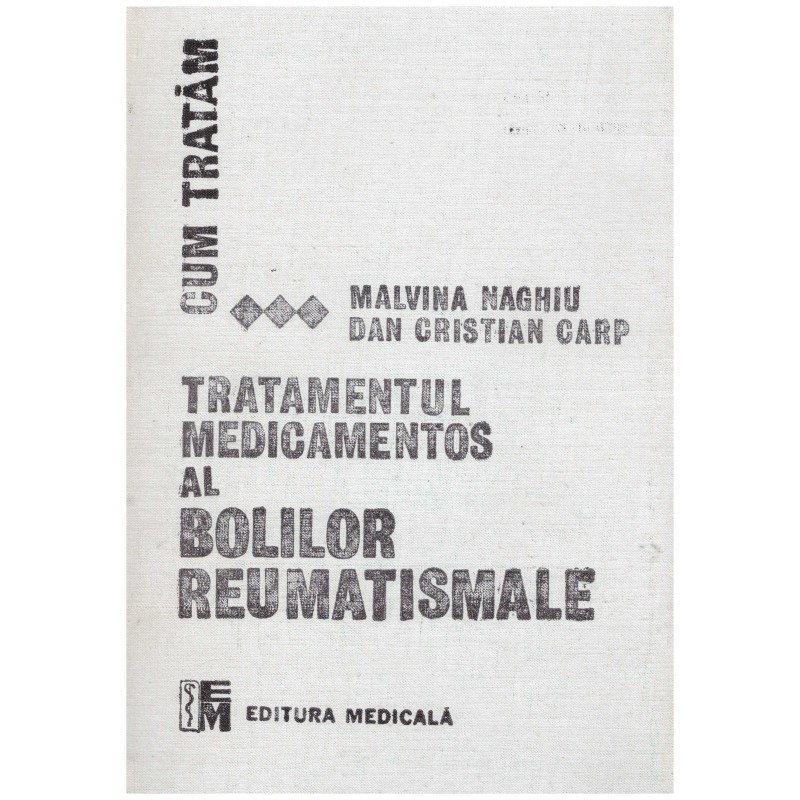 CUM TRATĂM
MALVINA NAGHIU
DAN CRISTIAN CARP
TRATAMENTUL
MEDICAMENTOS
AL
BOLILOR
REUMATISMALE
EM
EDITURA MEDICALĂ